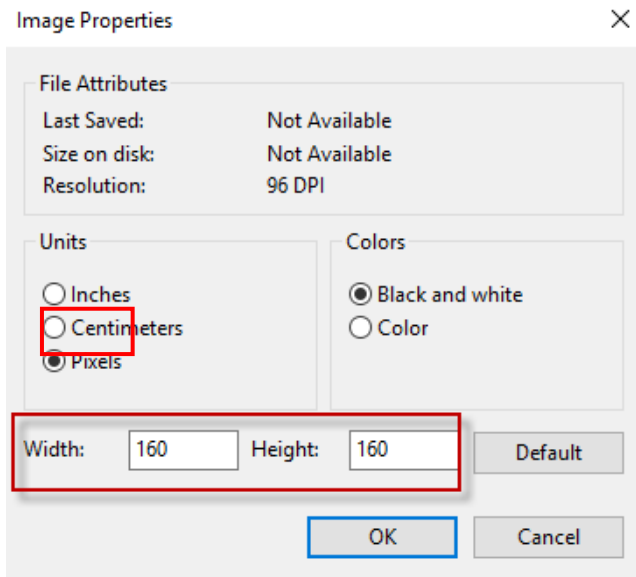 Image Properties
File Attributes
Last Saved: Not Available
Size on disk: Not Available
Resolution: 96 DPI
Units
Colors
Inches
Black and white
Centimeters
Color
Pixels
Width: 160 Height: 160 Default
OK Cancel